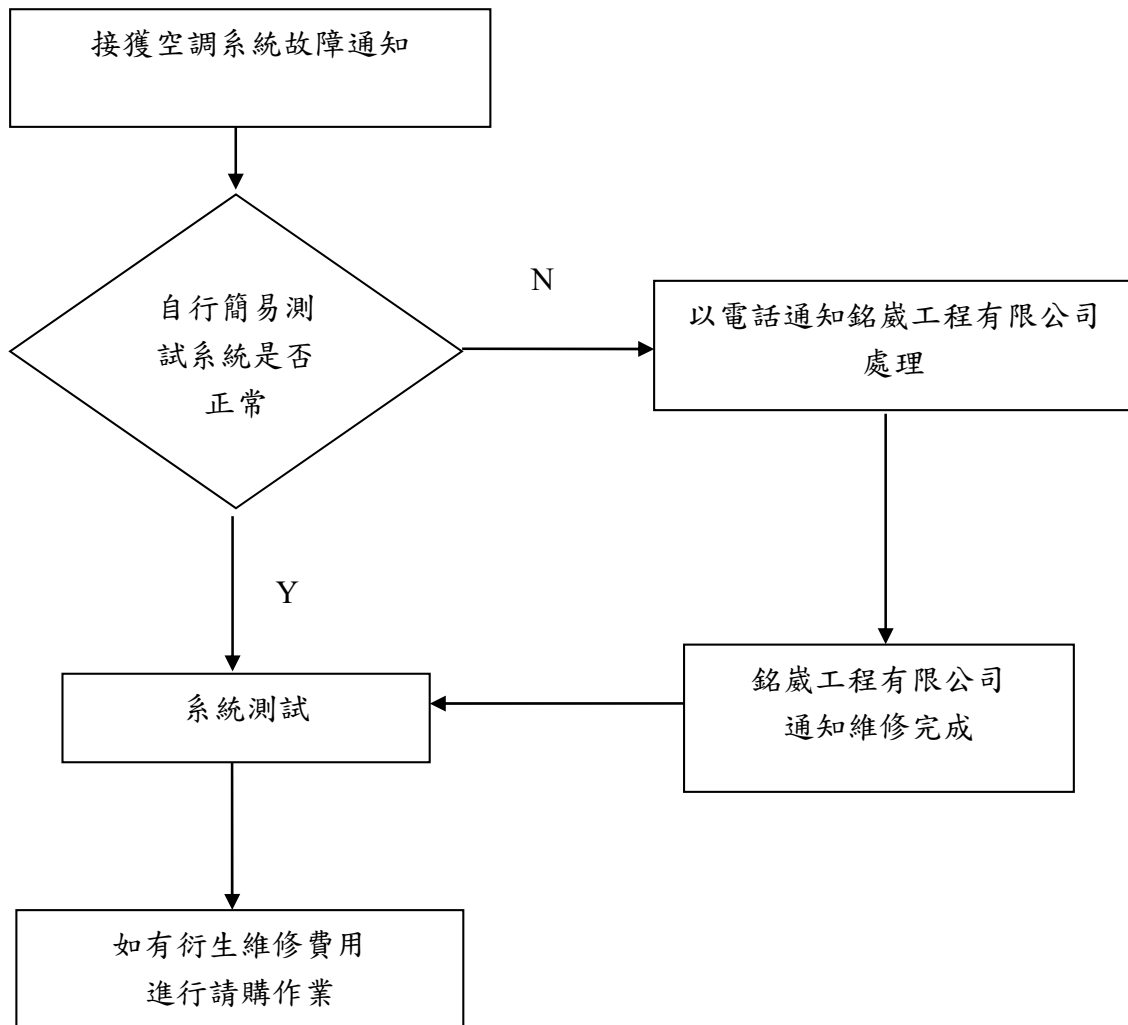 接獲空調系統故障通知
自行簡易測
試系統是否
正常
N
以電話通知銘崴工程有限公司
處理
Y
系統測試
銘崴工程有限公司
通知維修完成
如有衍生維修費用
進行請購作業